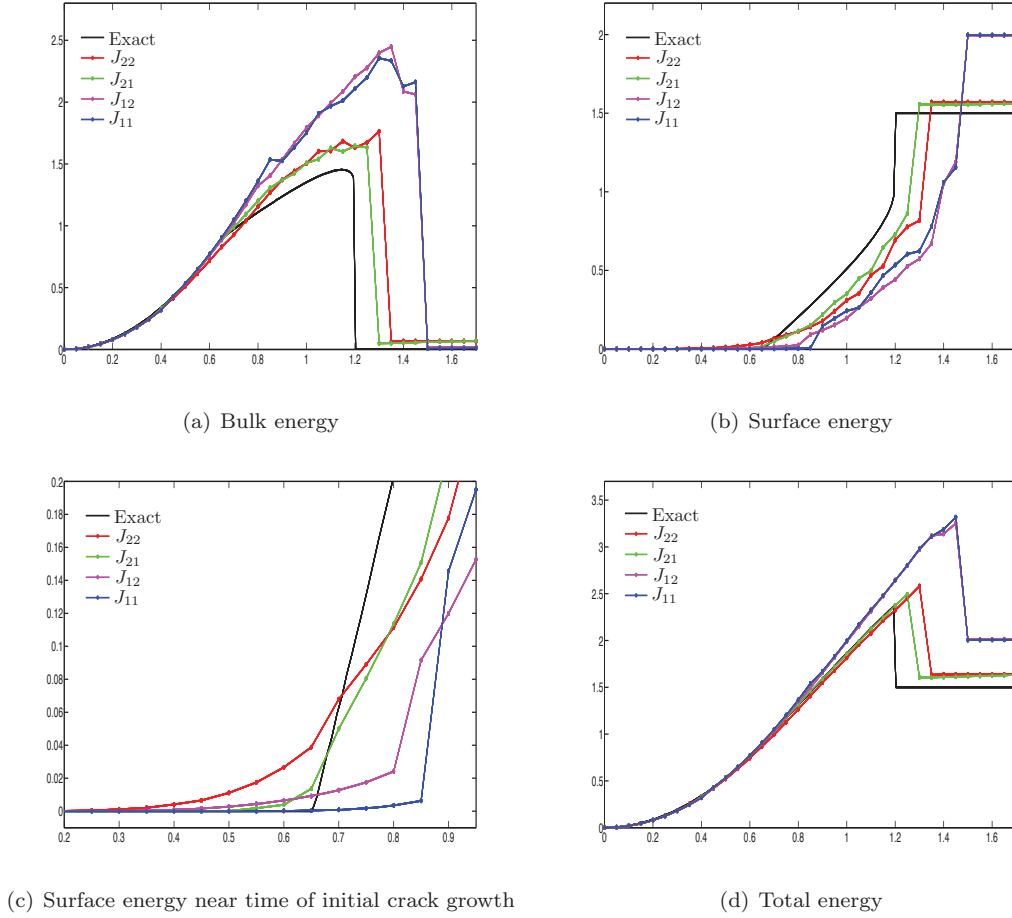 2.5
2
1.5
1
0.5
0
0 0.2 0.4 0.6 0.8 1 1.2 1.4 1.6
Exact
J22
J21
J12
J11
(a) Bulk energy
2
1.5
1
0.5
0
0 0.2 0.4 0.6 0.8 1 1.2 1.4 1.6
Exact
J22
J21
J12
J11
(b) Surface energy
0.2
0.18
0.16
0.14
0.12
0.1
0.08
0.06
0.04
0.02
0
0.2 0.3 0.4 0.5 0.6 0.7 0.8 0.9
Exact
J22
J21
J12
J11
(c) Surface energy near time of initial crack growth
3.5
3
2.5
2
1.5
1
0.5
0
0 0.2 0.4 0.6 0.8 1 1.2 1.4 1.6
Exact
J22
J21
J12
J11
(d) Total energy